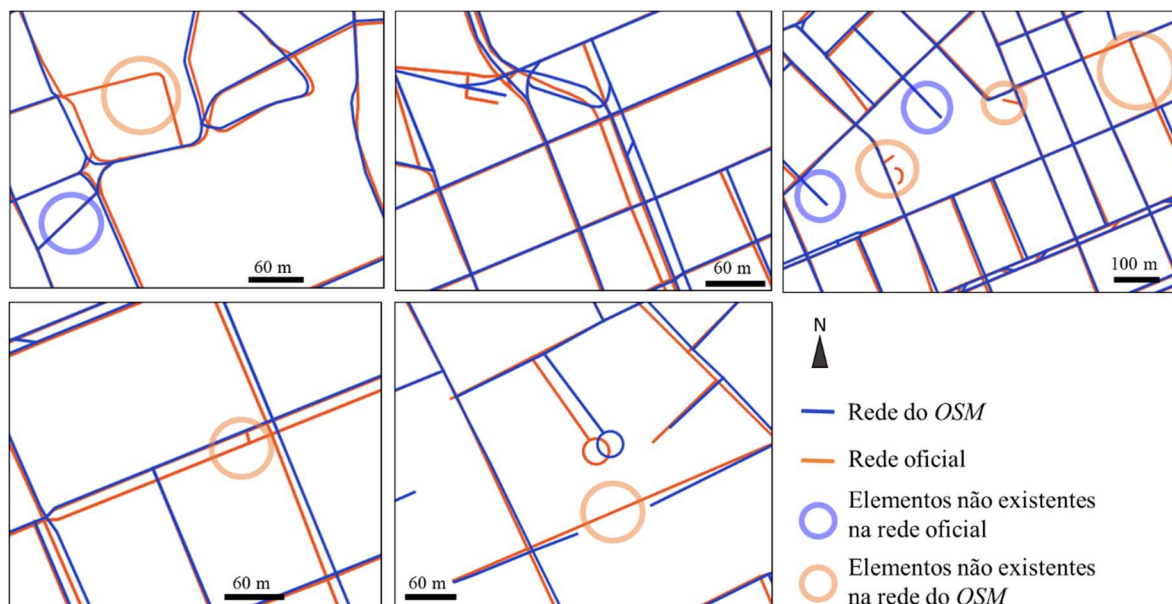 60 m
60 m
100 m
60 m
60 m
N
Rede do OSM
Rede oficial
Elementos não existentes
na rede oficial
Elementos não existentes
na rede do OSM